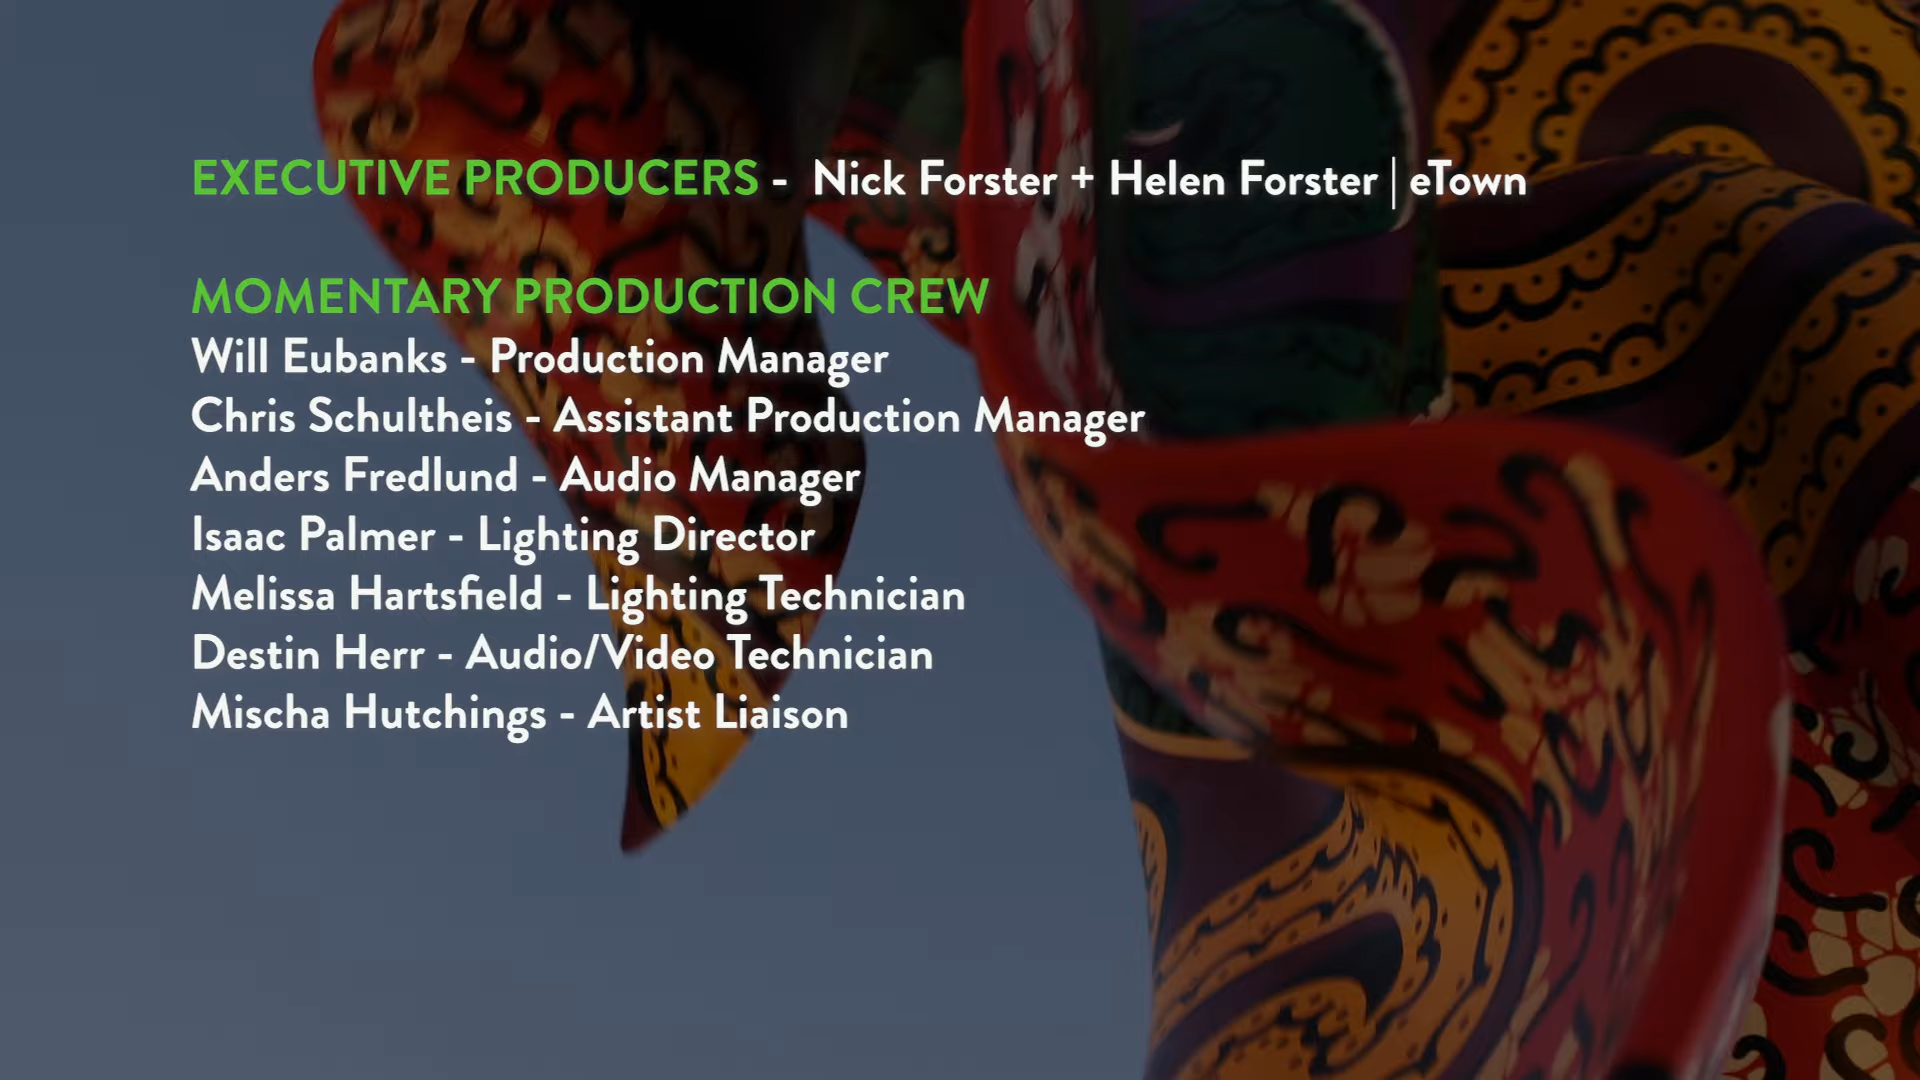 EXECUTIVE PRODUCERS - Nick Forster + Helen Forster | eTown
MOMENTARY PRODUCTION CREW
Will Eubanks - Production Manager
Chris Schultheis - Assistant Production Manager
Anders Fredlund - Audio Manager
Isaac Palmer - Lighting Director
Melissa Hartsfield - Lighting Technician
Destin Herr - Audio/Video Technician
Mischa Hutchings - Artist Liaison